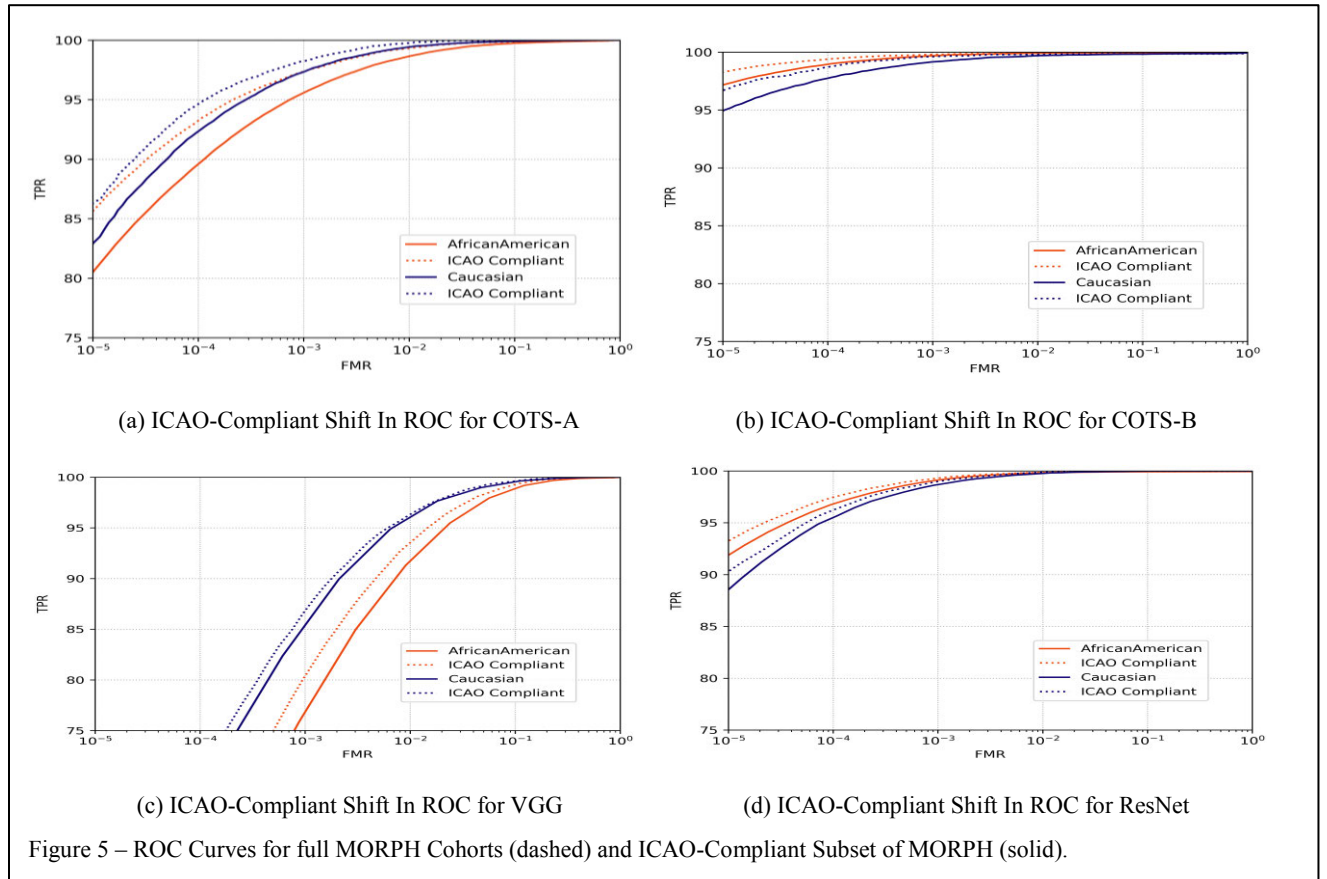 100
95
90
85
80
75
TPR
10⁻⁵ 10⁻⁴ 10⁻³ 10⁻² 10⁻¹ 10⁰
FMR
AfricanAmerican
ICAO Compliant
Caucasian
ICAO Compliant
(a) ICAO-Compliant Shift In ROC for COTS-A
100
95
90
85
80
75
TPR
10⁻⁵ 10⁻⁴ 10⁻³ 10⁻² 10⁻¹ 10⁰
FMR
AfricanAmerican
ICAO Compliant
Caucasian
ICAO Compliant
(b) ICAO-Compliant Shift In ROC for COTS-B
100
95
90
85
80
75
TPR
10⁻⁵ 10⁻⁴ 10⁻³ 10⁻² 10⁻¹ 10⁰
FMR
AfricanAmerican
ICAO Compliant
Caucasian
ICAO Compliant
(c) ICAO-Compliant Shift In ROC for VGG
100
95
90
85
80
75
TPR
10⁻⁵ 10⁻⁴ 10⁻³ 10⁻² 10⁻¹ 10⁰
FMR
AfricanAmerican
ICAO Compliant
Caucasian
ICAO Compliant
(d) ICAO-Compliant Shift In ROC for ResNet
Figure 5 – ROC Curves for full MORPH Cohorts (dashed) and ICAO-Compliant Subset of MORPH (solid).